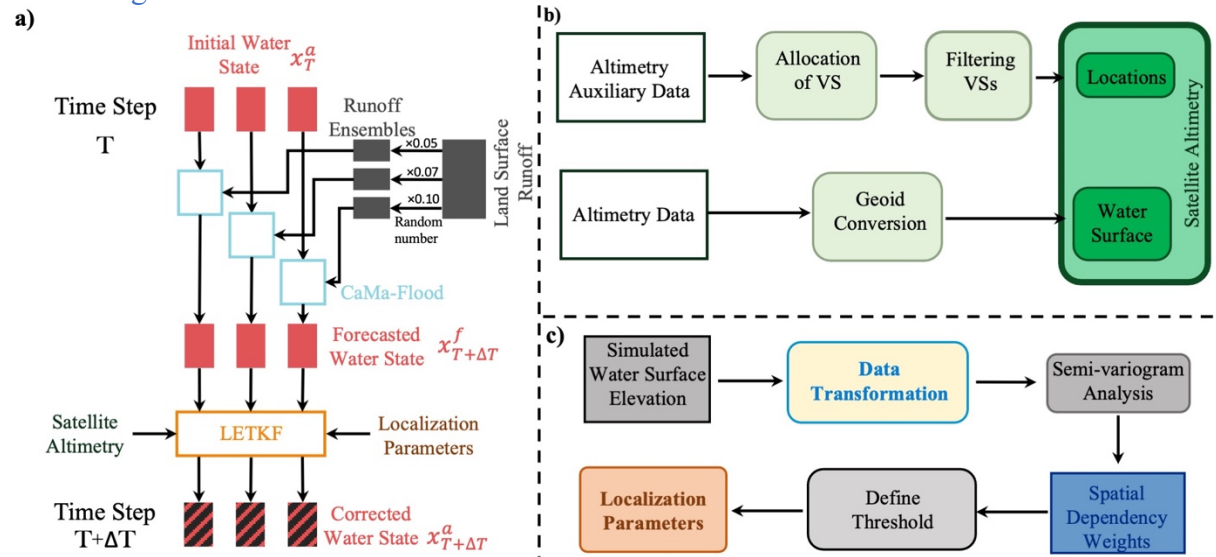 a)
Initial Water
State x_T^a
Time Step
T
Runoff
Ensembles
×0.05
×0.07
×0.10
Random
number
Land Surface
Runoff
CaMa-Flood
Forecasted
Water State x_{T+ΔT}^f
Satellite
Altimetry
LETKF
Localization
Parameters
Time Step
T+ΔT
Corrected
Water State x_{T+ΔT}^a
b)
Altimetry
Auxiliary Data
Allocation
of VS
Filtering
VSs
Locations
Altimetry Data
Geoid
Conversion
Water
Surface
Satellite Altimetry
c)
Simulated
Water Surface
Elevation
Data
Transformation
Semi-variogram
Analysis
Localization
Parameters
Define
Threshold
Spatial
Dependency
Weights